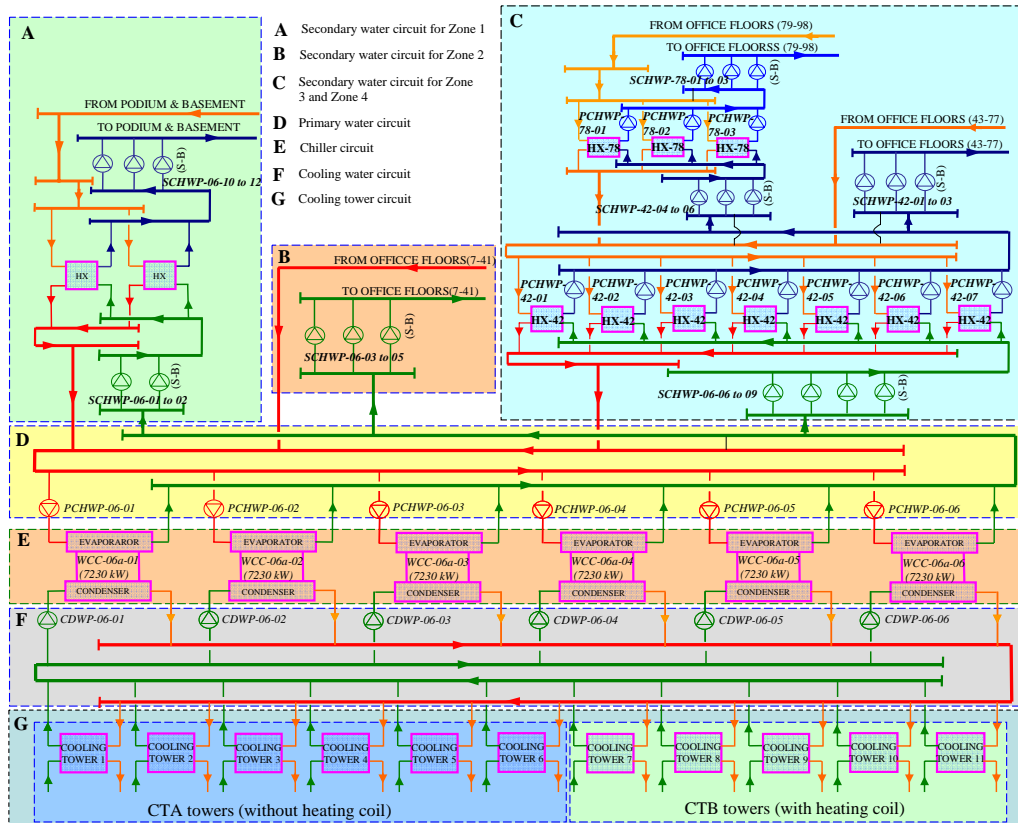 A
A Secondary water circuit for Zone 1
B Secondary water circuit for Zone 2
C Secondary water circuit for Zone
3 and Zone 4
D Primary water circuit
E Chiller circuit
F Cooling water circuit
G Cooling tower circuit
FROM PODIUM & BASEMENT
TO PODIUM & BASEMENT
(S-B)
SCHWP-06-10 to 12
HX HX
(S-B)
SCHWP-06-01 to 02
B
FROM OFFICCE FLOORS(7-41)
TO OFFICE FLOORS(7-41)
(S-B)
SCHWP-06-03 to 05
C
FROM OFFICE FLOORS (79-98)
TO OFFICE FLOORSS (79-98)
SCHWP-78-01 to 03
(S-B)
PCHWP-78-01 PCHWP-78-02 PCHWP-78-03
HX-78 HX-78 HX-78
FROM OFFICE FLOORS (43-77)
TO OFFICE FLOORS (43-77)
(S-B)
(S-B)
SCHWP-42-04 to 06
SCHWP-42-01 to 03
PCHWP-42-01 PCHWP-42-02 PCHWP-42-03 PCHWP-42-04 PCHWP-42-05 PCHWP-42-06 PCHWP-42-07
HX-42 HX-42 HX-42 HX-42 HX-42 HX-42 HX-42
SCHWP-06-06 to 09
(S-B)
D
PCHWP-06-01 PCHWP-06-02 PCHWP-06-03 PCHWP-06-04 PCHWP-06-05 PCHWP-06-06
E
EVAPORAROR EVAPORATOR EVAPORATOR EVAPORATOR EVAPORATOR EVAPORATOR
WCC-06a-01 WCC-06a-02 WCC-06a-03 WCC-06a-04 WCC-06a-05 WCC-06a-06
(7230 kW) (7230 kW) (7230 kW) (7230 kW) (7230 kW) (7230 kW)
CONDENSER CONDENSER CONDENSER CONDENSER CONDENSER CONDENSER
F
CDWP-06-01 CDWP-06-02 CDWP-06-03 CDWP-06-04 CDWP-06-05 CDWP-06-06
G
COOLING COOLING COOLING COOLING COOLING COOLING COOLING COOLING COOLING COOLING COOLING
TOWER 1 TOWER 2 TOWER 3 TOWER 4 TOWER 5 TOWER 6 TOWER 7 TOWER 8 TOWER 9 TOWER 10 TOWER 11
CTA towers (without heating coil) CTB towers (with heating coil)